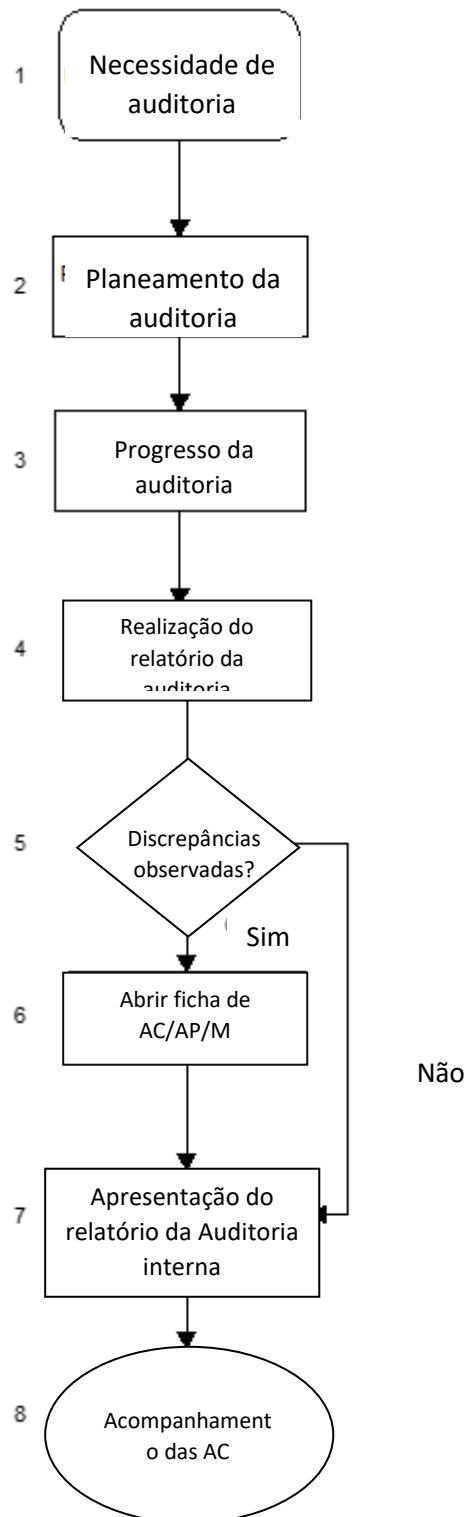 1
Necessidade de
auditoria
2
Planeamento da
auditoria
3
Progresso da
auditoria
4
Realização do
relatório da
auditoria
5
Discrepâncias
observadas?
Sim
6
Abrir ficha de
AC/AP/M
Não
7
Apresentação do
relatório da Auditoria
interna
8
Acompanhament
o das AC